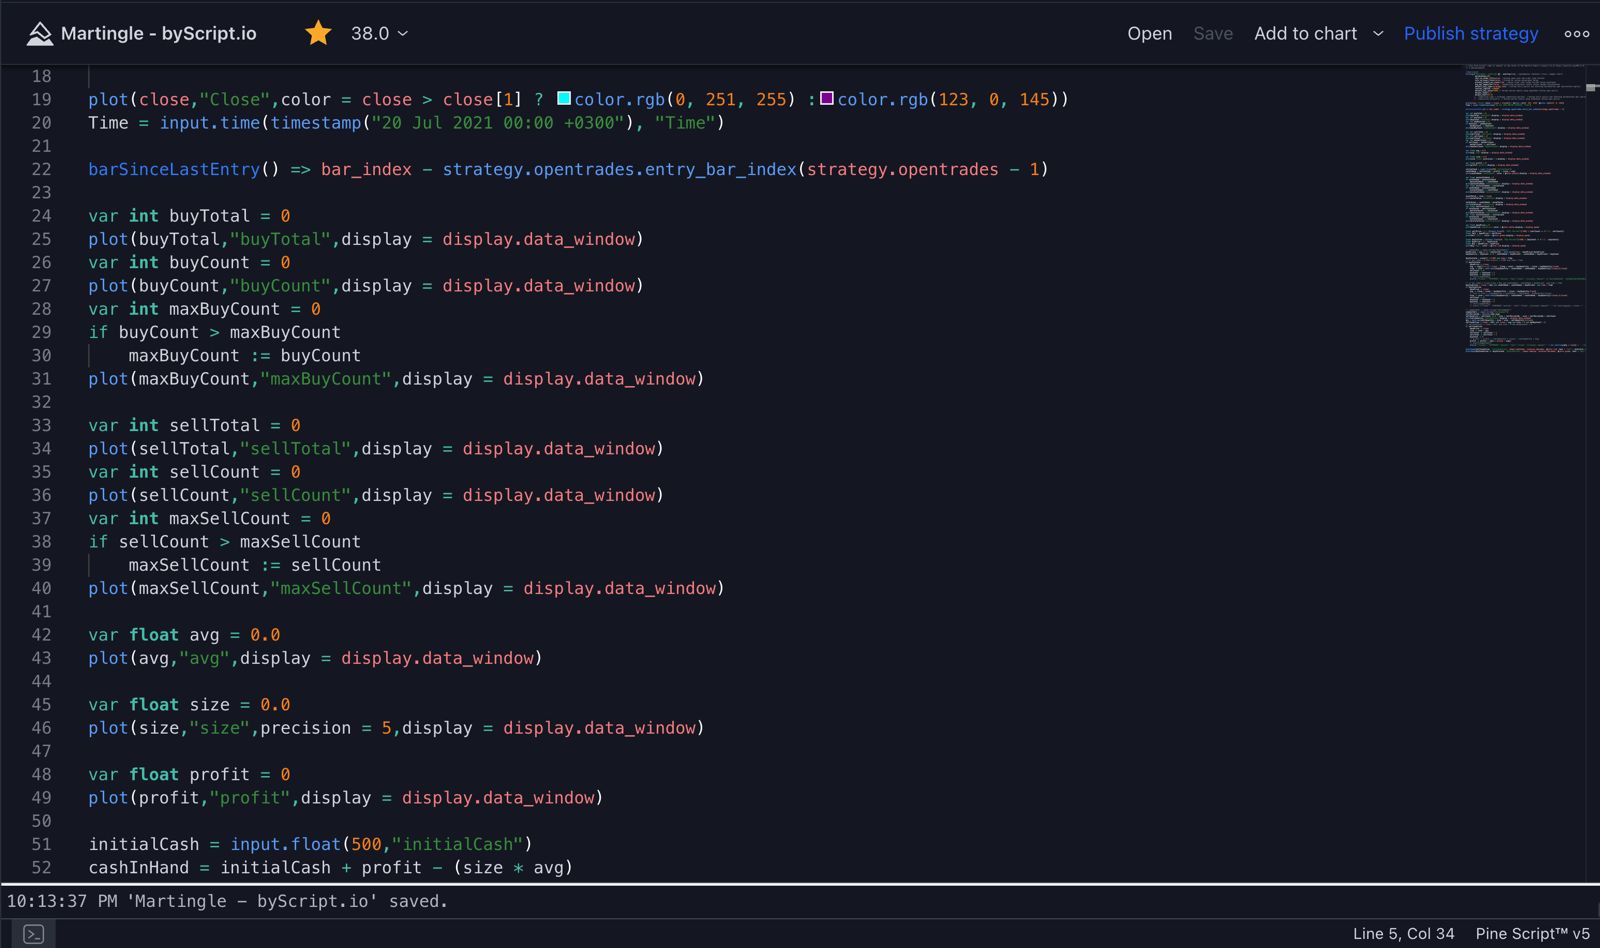 Martingle - byScript.io 38.0 Open Save Add to chart Publish strategy
18
19 plot(close,"Close",color = close > close[1] ? color.rgb(0, 251, 255) : color.rgb(123, 0, 145))
20 Time = input.time(timestamp("20 Jul 2021 00:00 +0300"), "Time")
21
22 barSinceLastEntry() => bar_index - strategy.opentrades.entry_bar_index(strategy.opentrades - 1)
23
24 var int buyTotal = 0
25 plot(buyTotal,"buyTotal",display = display.data_window)
26 var int buyCount = 0
27 plot(buyCount,"buyCount",display = display.data_window)
28 var int maxBuyCount = 0
29 if buyCount > maxBuyCount
30     maxBuyCount := buyCount
31 plot(maxBuyCount,"maxBuyCount",display = display.data_window)
32
33 var int sellTotal = 0
34 plot(sellTotal,"sellTotal",display = display.data_window)
35 var int sellCount = 0
36 plot(sellCount,"sellCount",display = display.data_window)
37 var int maxSellCount = 0
38 if sellCount > maxSellCount
39     maxSellCount := sellCount
40 plot(maxSellCount,"maxSellCount",display = display.data_window)
41
42 var float avg = 0.0
43 plot(avg,"avg",display = display.data_window)
44
45 var float size = 0.0
46 plot(size,"size",precision = 5,display = display.data_window)
47
48 var float profit = 0
49 plot(profit,"profit",display = display.data_window)
50
51 initialCash = input.float(500,"initialCash")
52 cashInHand = initialCash + profit - (size * avg)
10:13:37 PM 'Martingle - byScript.io' saved.
Line 5, Col 34 Pine Script™ v5